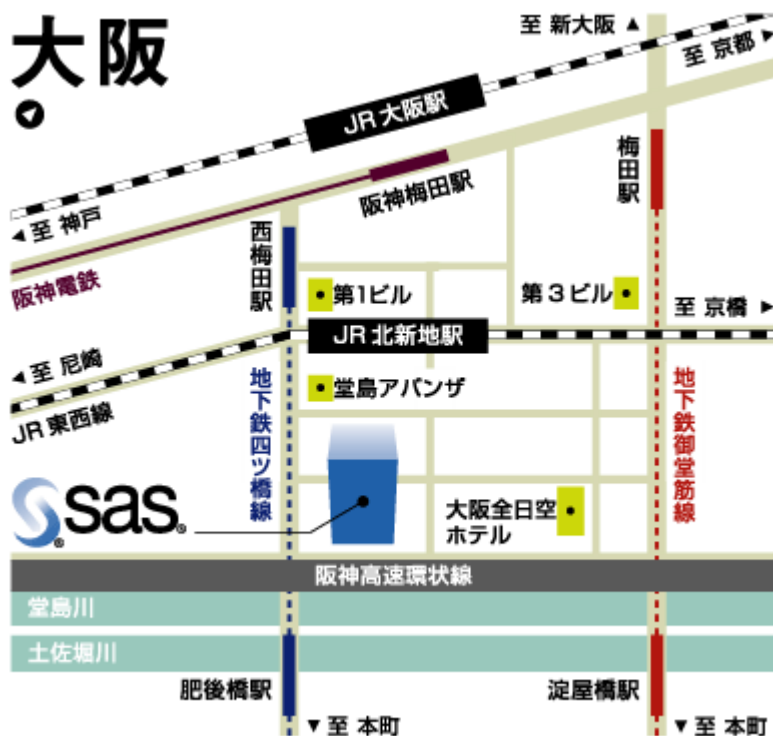 大阪
至 新大阪 ▲
至 京都 ▶
JR 大阪駅
梅田駅
阪神梅田駅
◀ 至 神戸
西梅田駅
阪神電鉄
第1ビル
第3ビル
至 京橋 ▶
JR 北新地駅
◀ 至 尼崎
JR 東西線
堂島アバンザ
地下鉄四ツ橋線
地下鉄御堂筋線
sas®
大阪全日空
ホテル
阪神高速環状線
堂島川
土佐堀川
肥後橋駅
淀屋橋駅
▼ 至 本町
▼ 至 本町